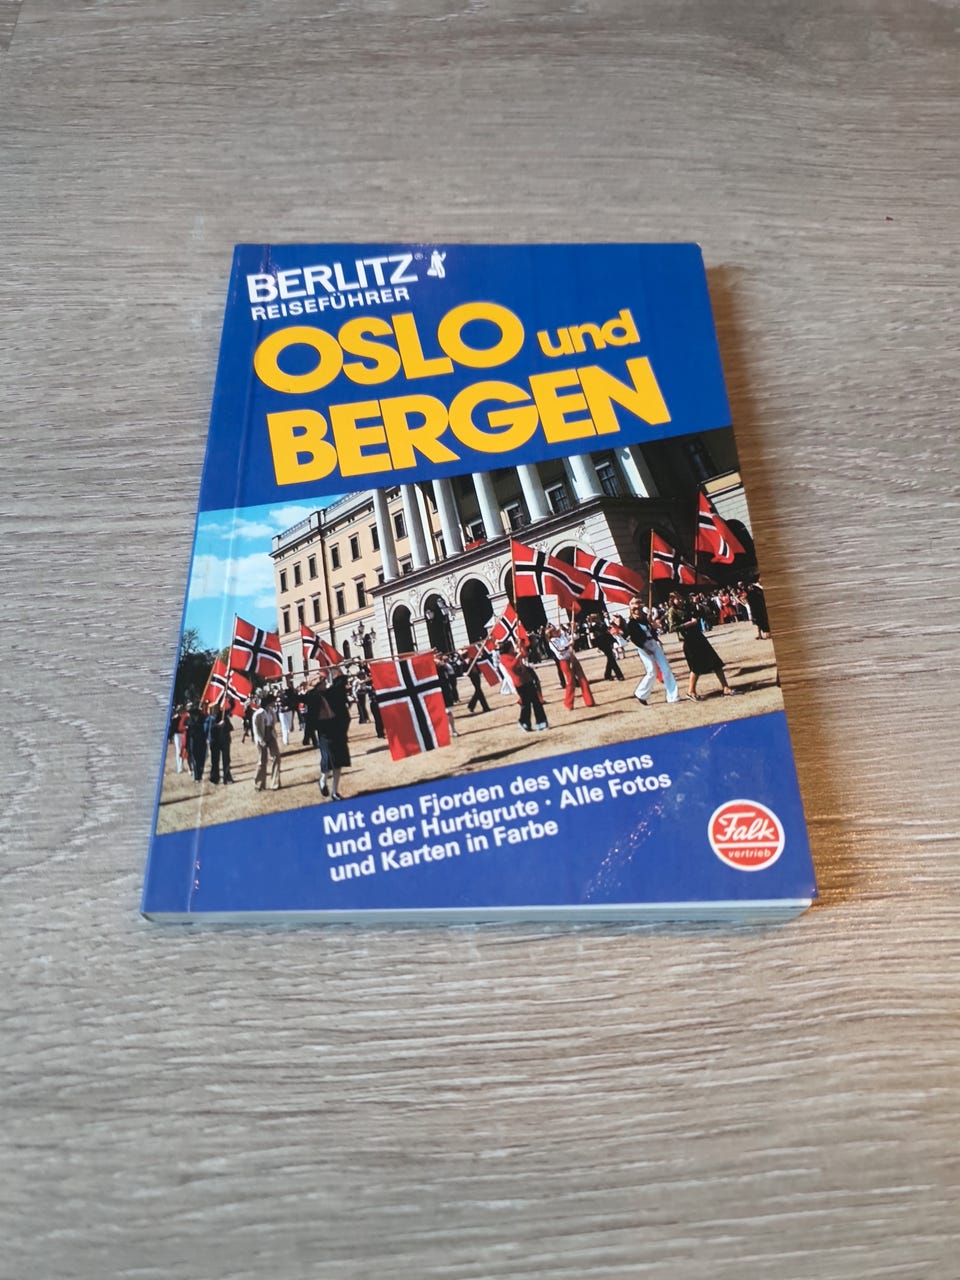 BERLITZ®
REISEFÜHRER
OSLO und
BERGEN
Mit den Fjorden des Westens
und der Hurtigrute · Alle Fotos
und Karten in Farbe
Falk
vertrieb